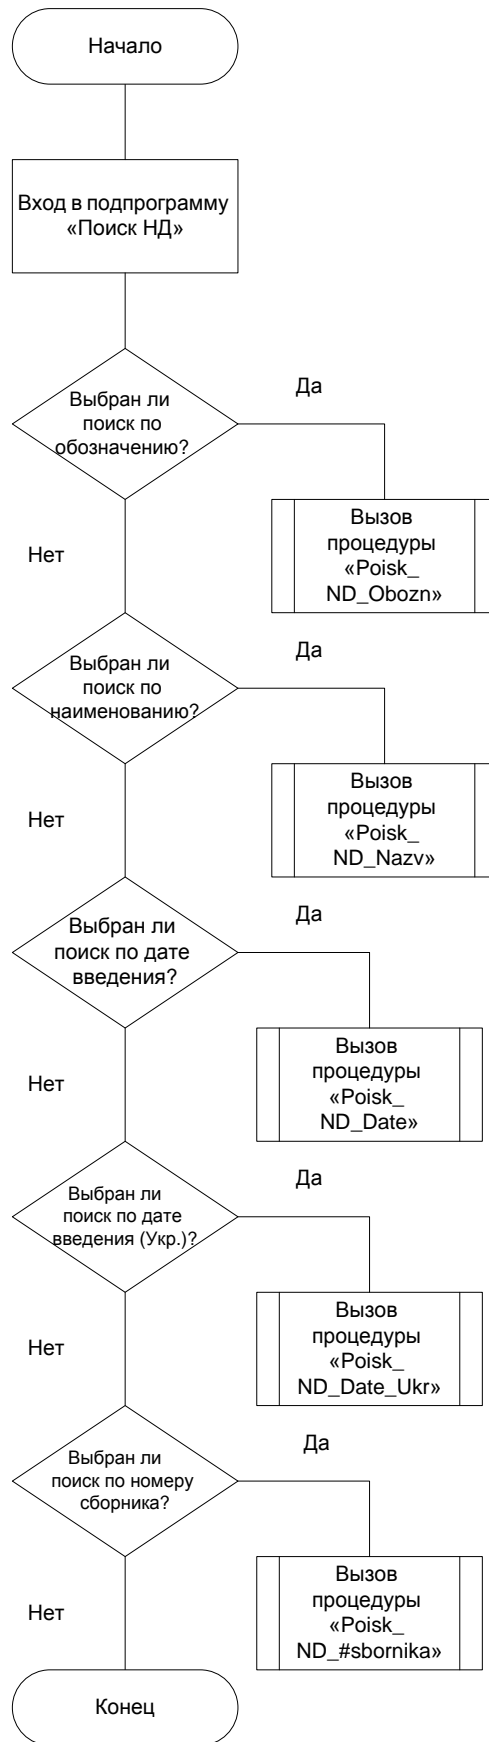 Начало
Вход в подпрограмму
«Поиск НД»
Выбран ли
поиск по
обозначению?
Да
Вызов
процедуры
«Poisk_
ND_Obozn»
Нет
Выбран ли
поиск по
наименованию?
Да
Вызов
процедуры
«Poisk_
ND_Nazv»
Нет
Выбран ли
поиск по дате
введения?
Да
Вызов
процедуры
«Poisk_
ND_Date»
Нет
Выбран ли
поиск по дате
введения (Укр.)?
Да
Вызов
процедуры
«Poisk_
ND_Date_Ukr»
Нет
Выбран ли
поиск по номеру
сборника?
Да
Вызов
процедуры
«Poisk_
ND_#sbornika»
Нет
Конец